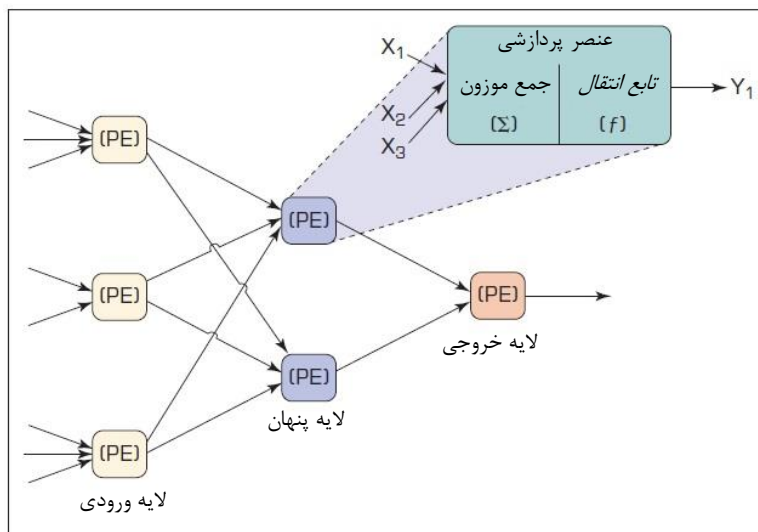 عنصر پردازشی
X1
جمع موزون
تابع انتقال
Y1
X2
(Σ)
(f)
X3
(PE)
(PE)
(PE)
(PE)
لایه خروجی
(PE)
لایه پنهان
(PE)
لایه ورودی